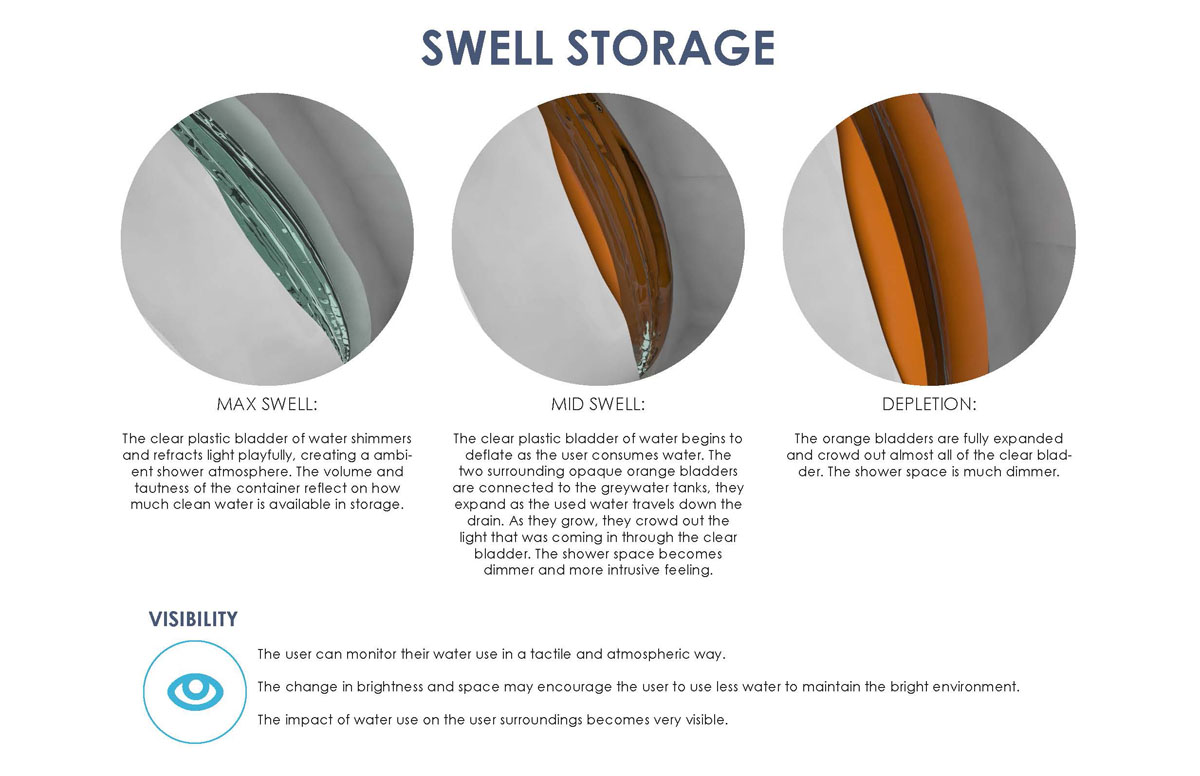 SWELL STORAGE
MAX SWELL:
The clear plastic bladder of water shimmers
and refracts light playfully, creating a ambi-
ent shower atmosphere. The volume and
tautness of the container reflect on how
much clean water is available in storage.
MID SWELL:
The clear plastic bladder of water begins to
deflate as the user consumes water. The
two surrounding opaque orange bladders
are connected to the greywater tanks, they
expand as the used water travels down the
drain. As they grow, they crowd out the
light that was coming in through the clear
bladder. The shower space becomes
dimmer and more intrusive feeling.
DEPLETION:
The orange bladders are fully expanded
and crowd out almost all of the clear blad-
der. The shower space is much dimmer.
VISIBILITY
The user can monitor their water use in a tactile and atmospheric way.
The change in brightness and space may encourage the user to use less water to maintain the bright environment.
The impact of water use on the user surroundings becomes very visible.